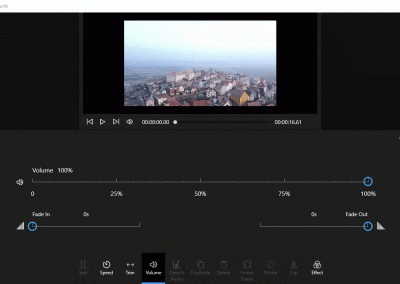 00:00:00.00 00:00:16.61
Volume 100%
0 25% 50% 75% 100%
Fade In 0s 0s Fade Out
Split Speed Trim Volume Detach Audio Duplicate Delete Freeze Frame Rotate Flip Effect